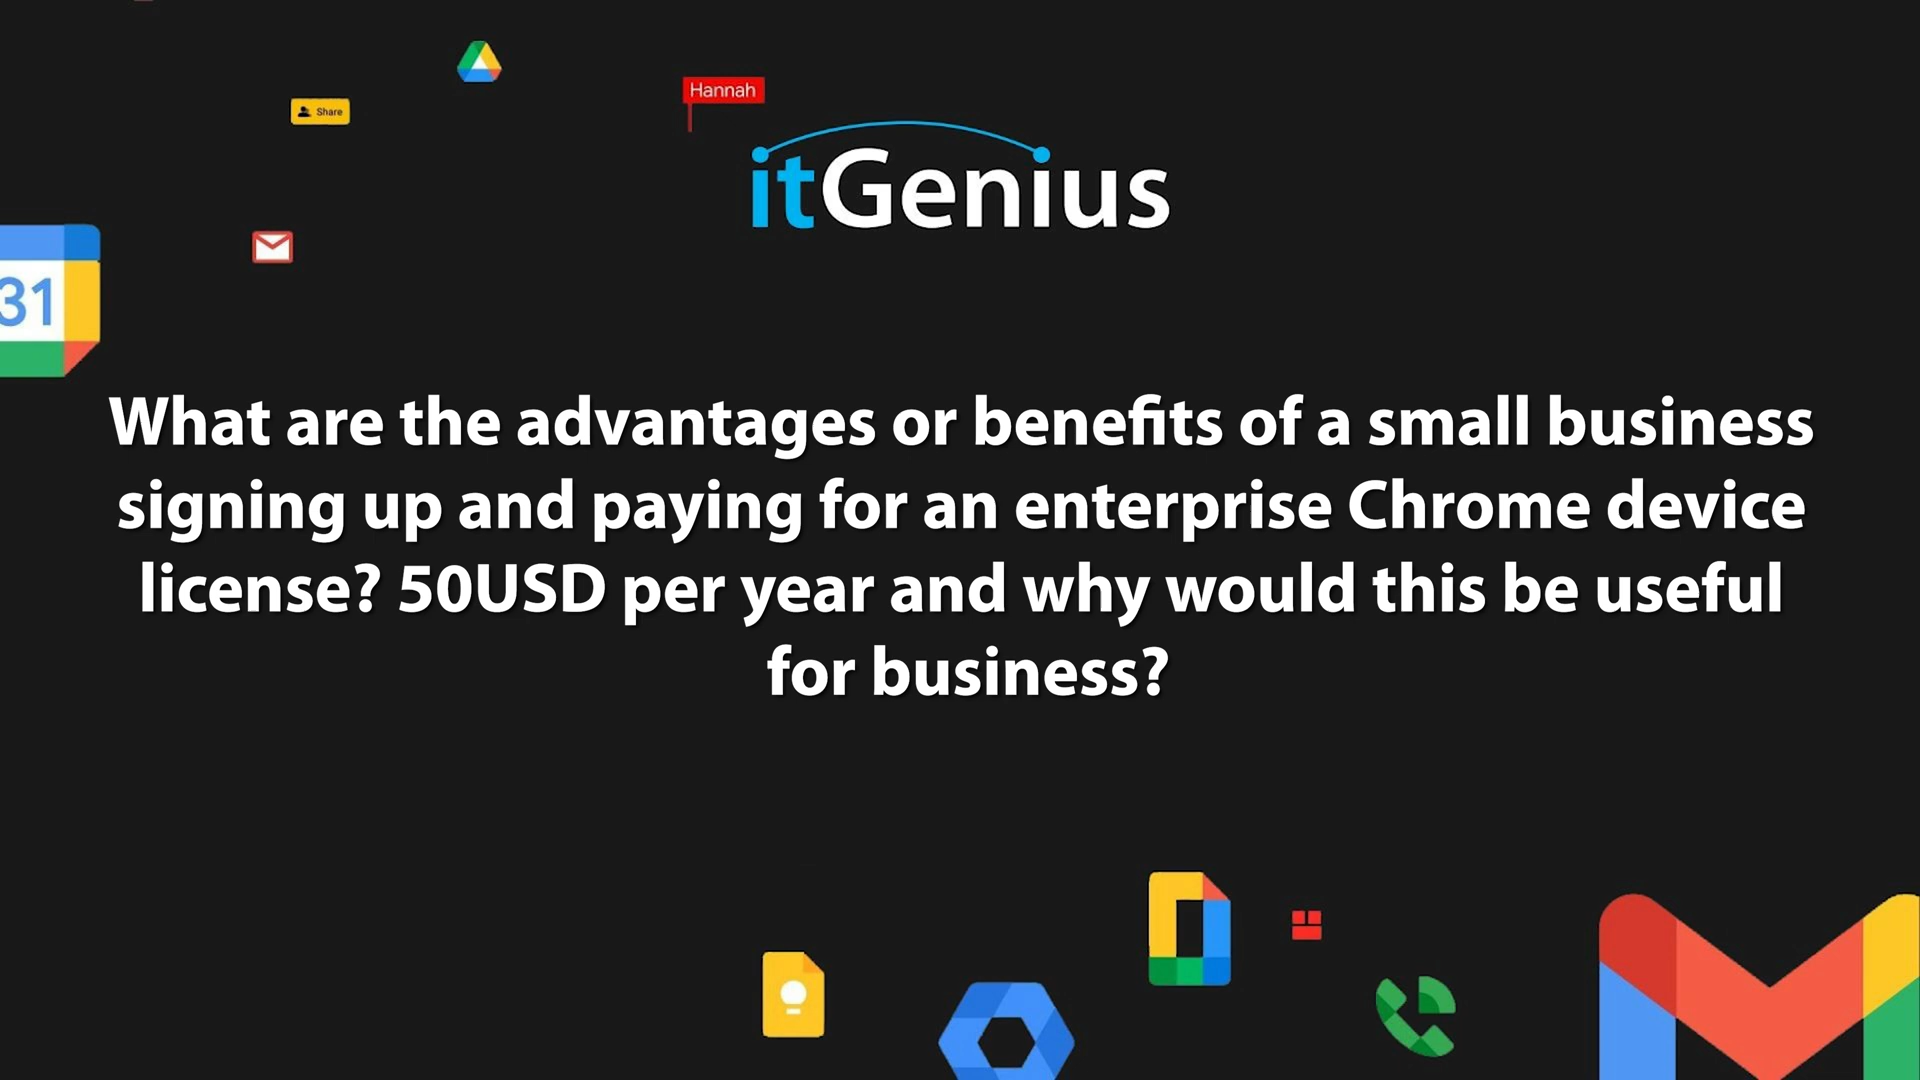 Hannah
Share
itGenius
31
What are the advantages or benefits of a small business
signing up and paying for an enterprise Chrome device
license? 50USD per year and why would this be useful
for business?